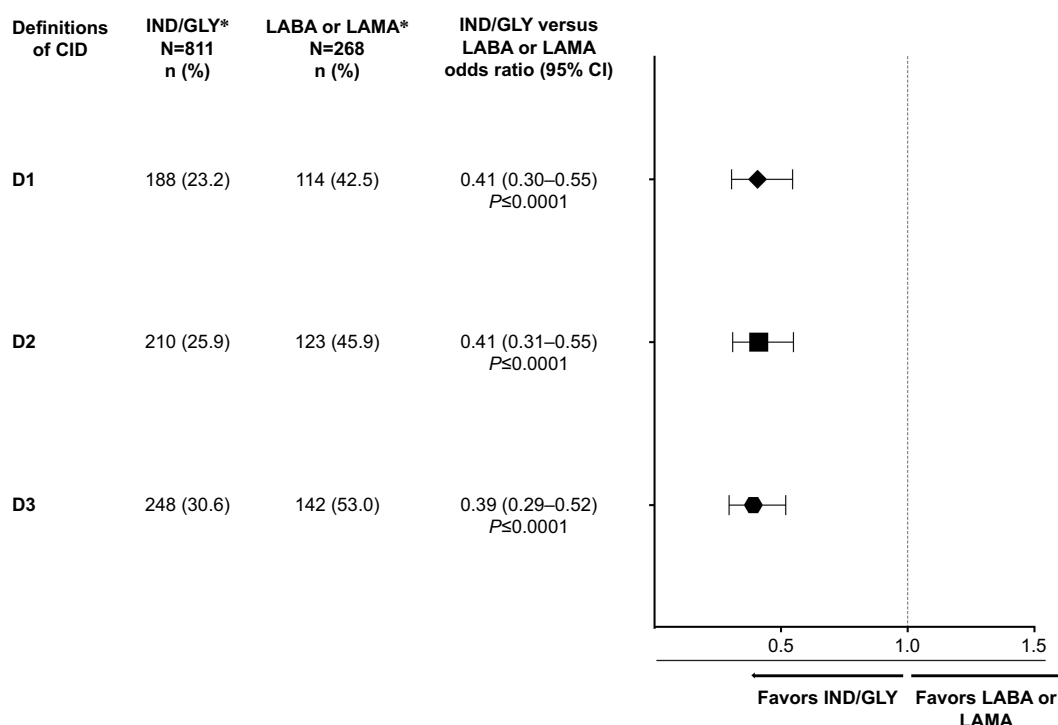 Definitions of CID
IND/GLY* N=811 n (%)
LABA or LAMA* N=268 n (%)
IND/GLY versus LABA or LAMA odds ratio (95% CI)
D1 188 (23.2) 114 (42.5) 0.41 (0.30–0.55)
P≤0.0001
D2 210 (25.9) 123 (45.9) 0.41 (0.31–0.55)
P≤0.0001
D3 248 (30.6) 142 (53.0) 0.39 (0.29–0.52)
P≤0.0001
0.5 1.0 1.5
Favors IND/GLY Favors LABA or
LAMA